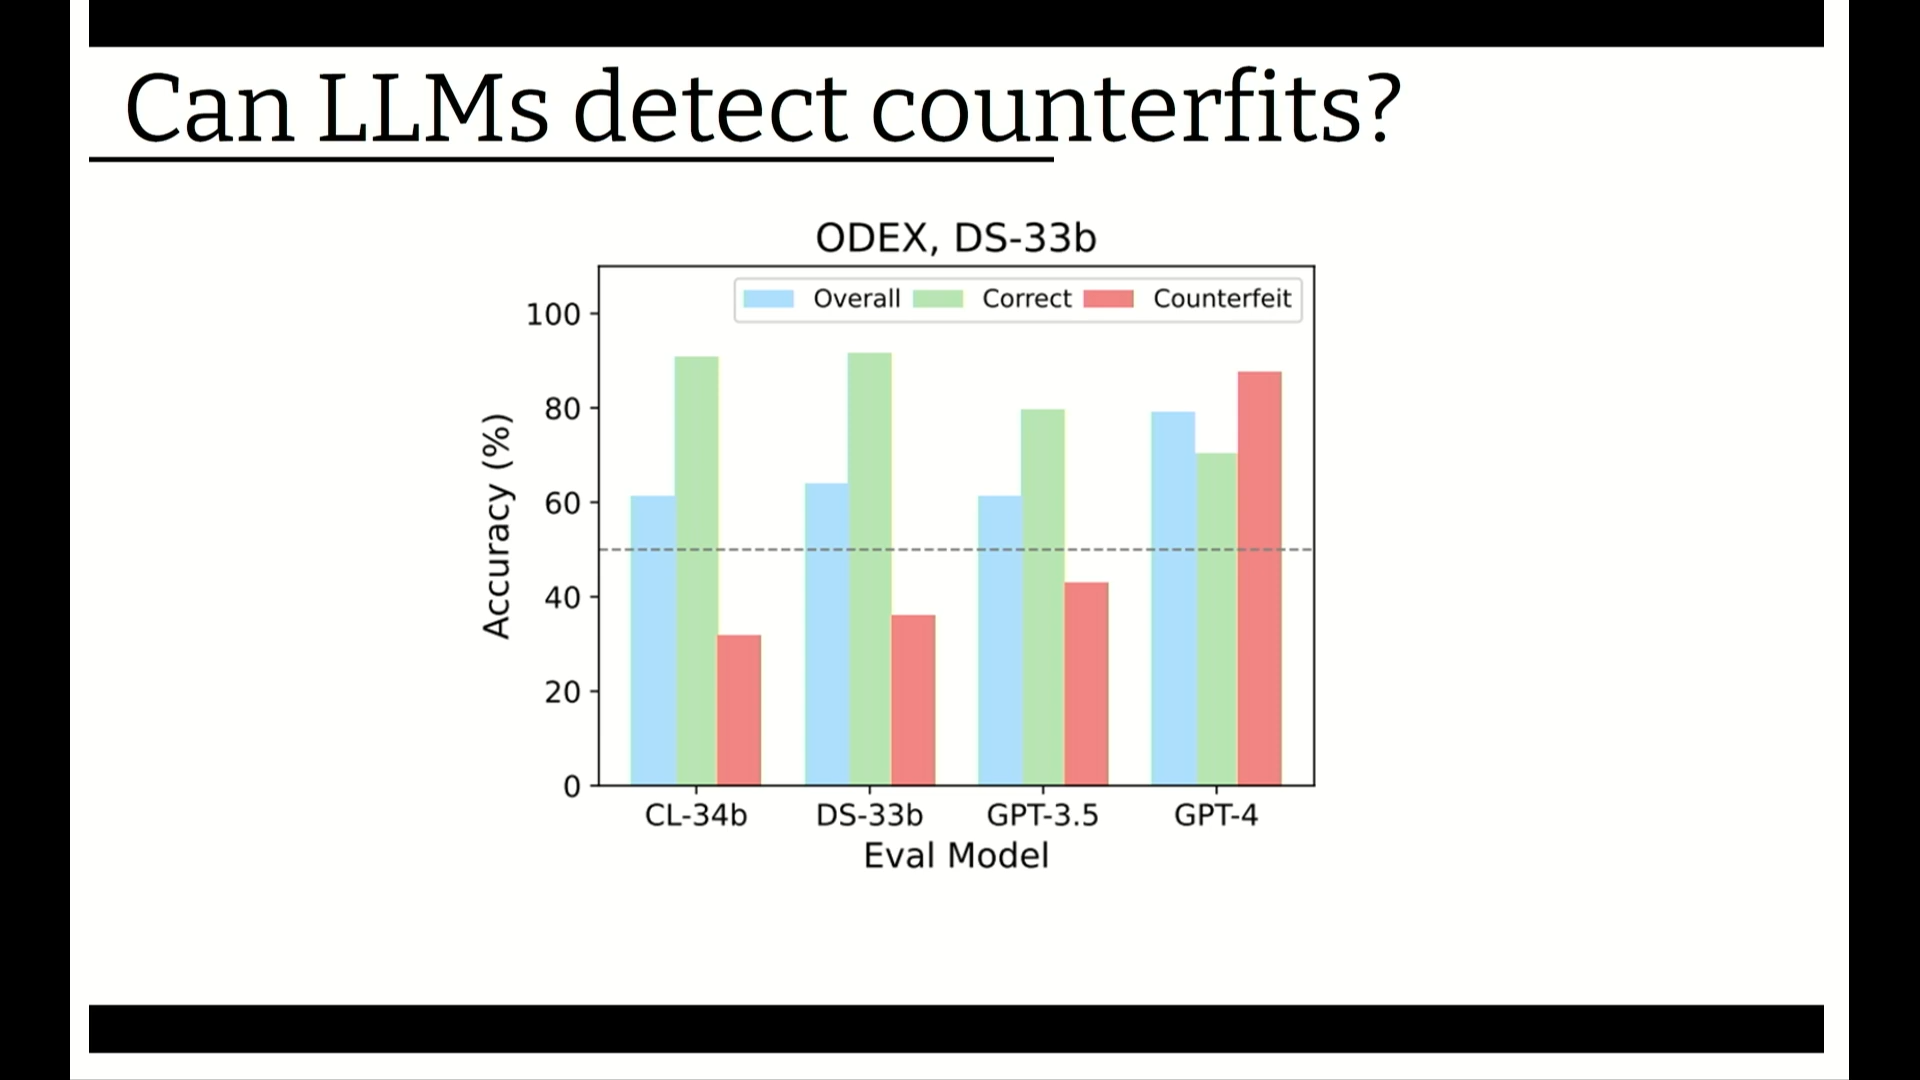 Can LLMs detect counterfits?
ODEX, DS-33b
Overall Correct Counterfeit
100
80
60
40
20
0
Accuracy (%)
CL-34b DS-33b GPT-3.5 GPT-4
Eval Model